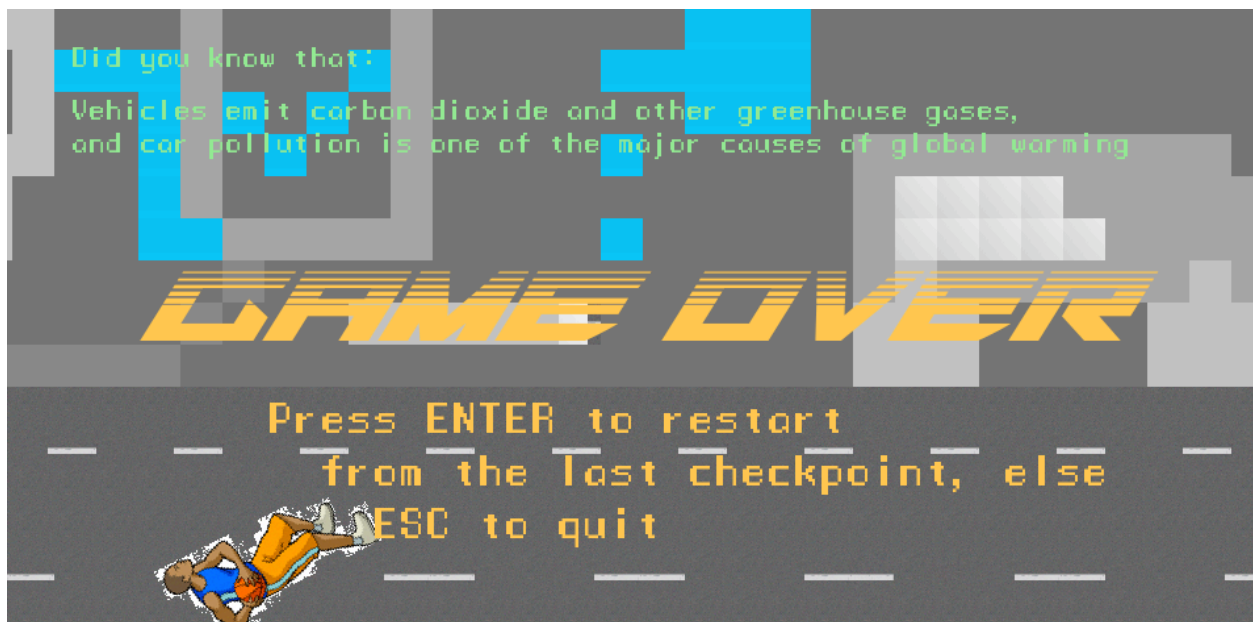 Did you know that:
Vehicles emit carbon dioxide and other greenhouse gases,
and car pollution is one of the major causes of global warming
GAME OVER
Press ENTER to restart
from the last checkpoint, else
ESC to quit